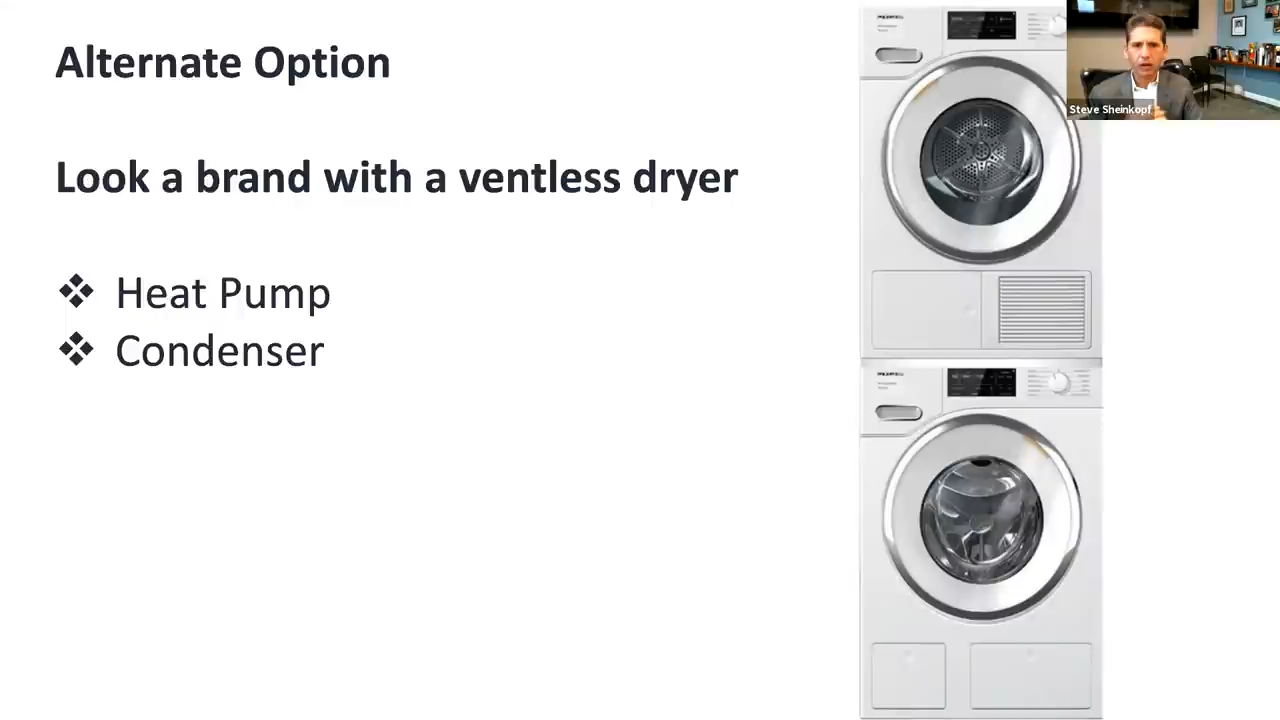 Alternate Option
Look a brand with a ventless dryer
❖ Heat Pump
❖ Condenser
Steve Sheinkopf